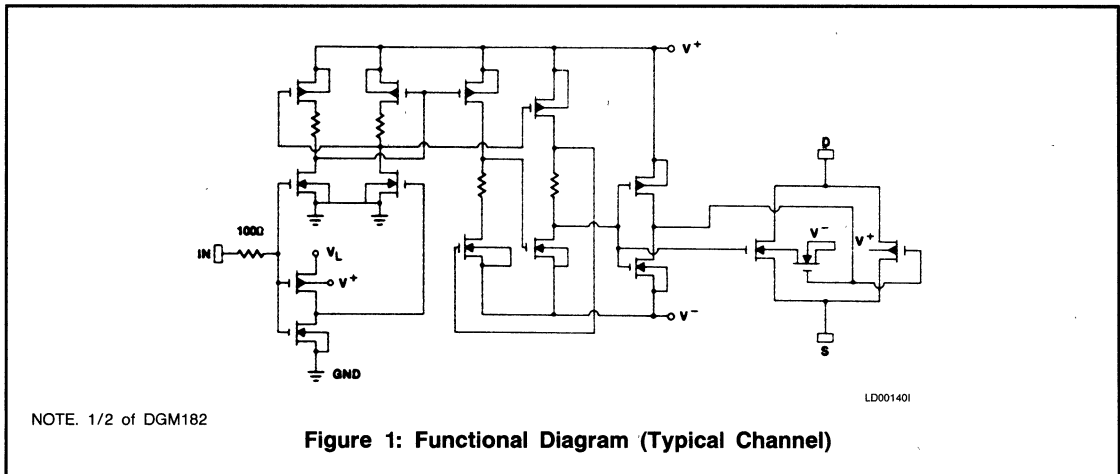 V+
D
100Ω
IN
VL
V+
V-
V+
V-
S
GND
LD00140I
NOTE. 1/2 of DGM182
Figure 1: Functional Diagram (Typical Channel)